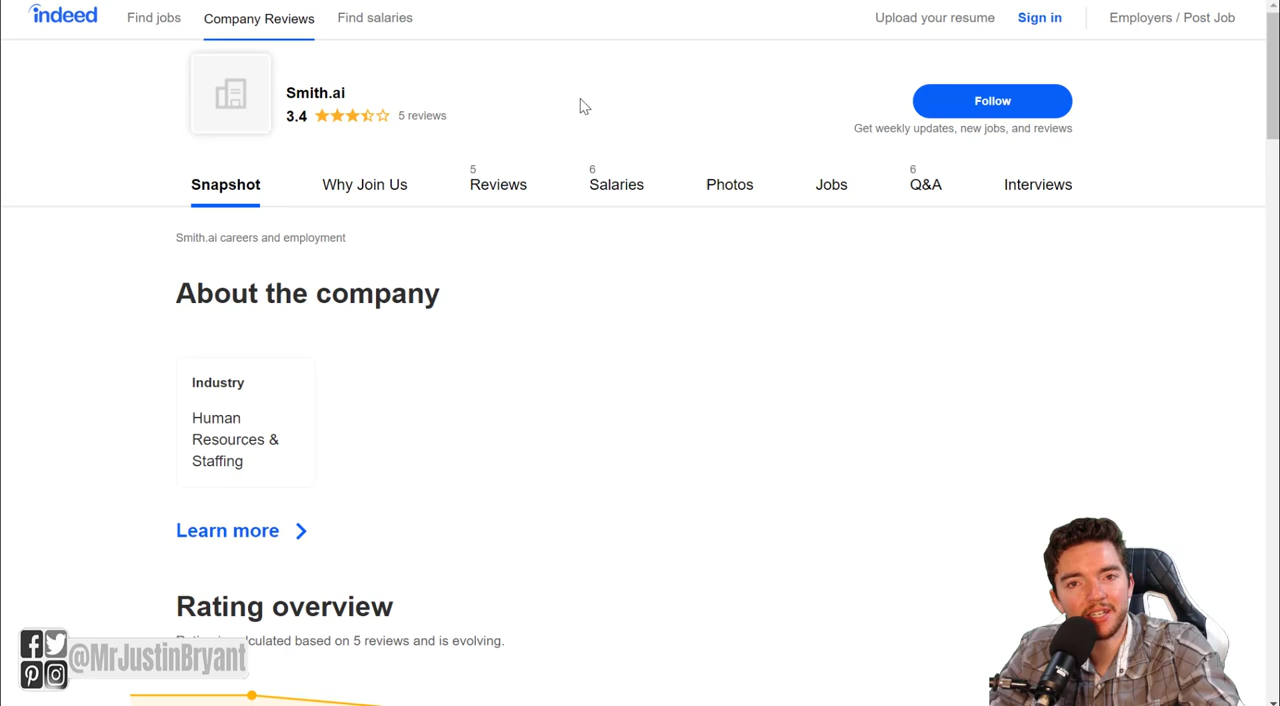 indeed
Find jobs
Company Reviews
Find salaries
Upload your resume
Sign in
Employers / Post Job
Smith.ai
3.4
5 reviews
Follow
Get weekly updates, new jobs, and reviews
Snapshot
Why Join Us
5
Reviews
6
Salaries
Photos
Jobs
6
Q&A
Interviews
Smith.ai careers and employment
About the company
Industry
Human
Resources &
Staffing
Learn more
Rating overview
calculated based on 5 reviews and is evolving.
@MrJustinBryant